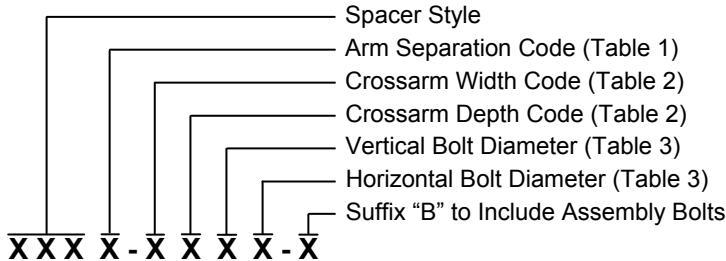 Spacer Style
Arm Separation Code (Table 1)
Crossarm Width Code (Table 2)
Crossarm Depth Code (Table 2)
Vertical Bolt Diameter (Table 3)
Horizontal Bolt Diameter (Table 3)
Suffix “B” to Include Assembly Bolts
X X X X - X X X X - X